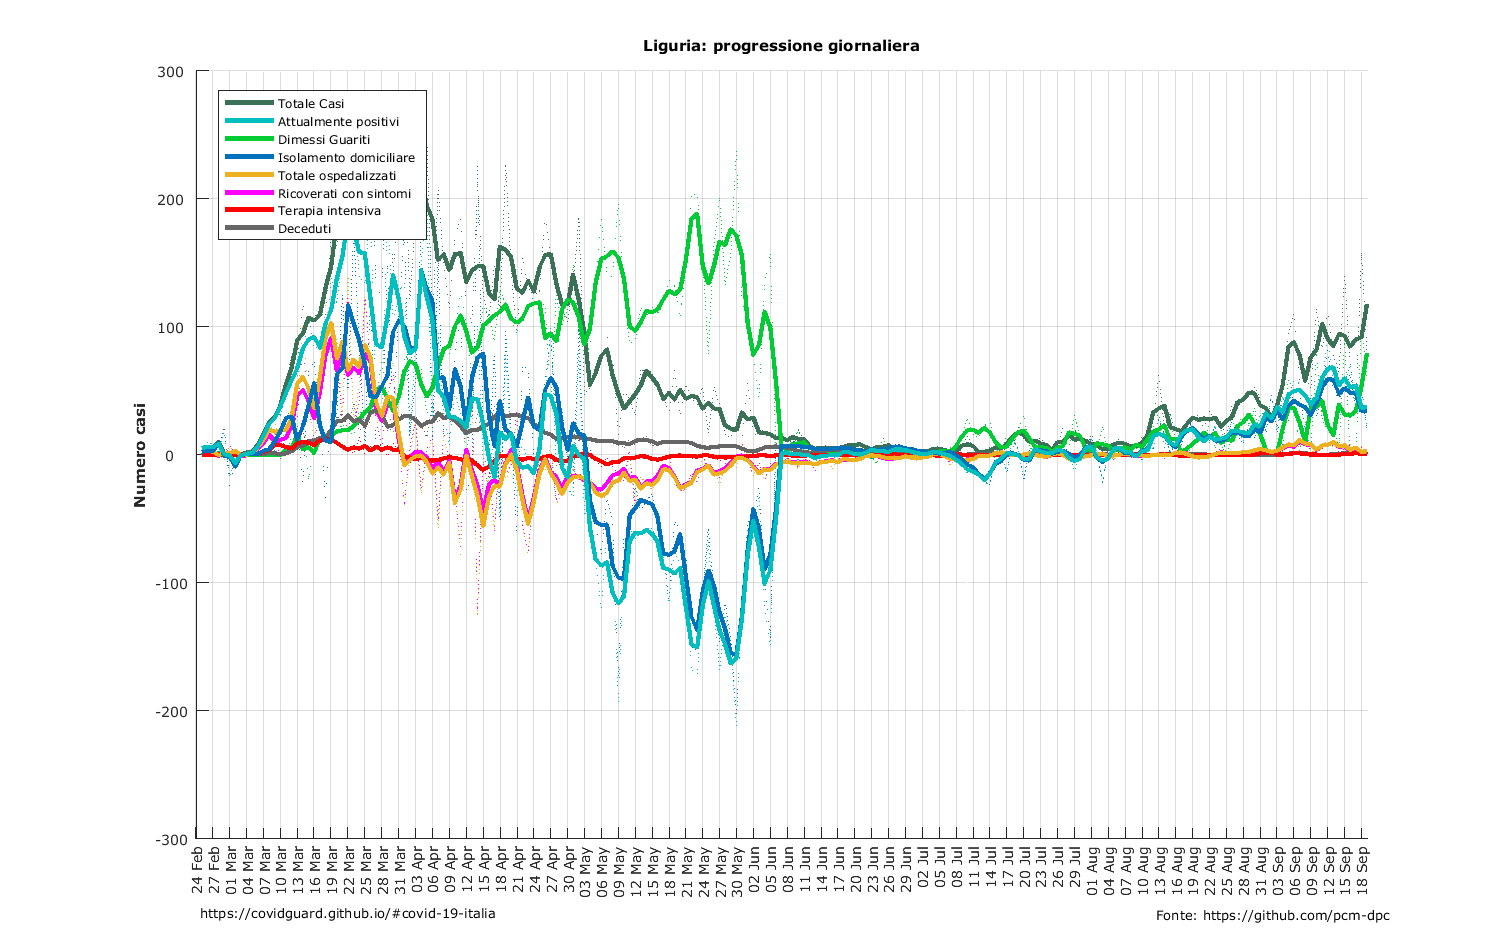 Liguria: progressione giornaliera
300
200
100
0
-100
-200
-300
Numero casi
Totale Casi
Attualmente positivi
Dimessi Guariti
Isolamento domiciliare
Totale ospedalizzati
Ricoverati con sintomi
Terapia intensiva
Deceduti
24 Feb
27 Feb
01 Mar
04 Mar
07 Mar
10 Mar
13 Mar
16 Mar
19 Mar
22 Mar
25 Mar
28 Mar
31 Mar
03 Apr
06 Apr
09 Apr
12 Apr
15 Apr
18 Apr
21 Apr
24 Apr
27 Apr
30 Apr
03 May
06 May
09 May
12 May
15 May
18 May
21 May
24 May
27 May
30 May
02 Jun
05 Jun
08 Jun
11 Jun
14 Jun
17 Jun
20 Jun
23 Jun
26 Jun
29 Jun
02 Jul
05 Jul
08 Jul
11 Jul
14 Jul
17 Jul
20 Jul
23 Jul
26 Jul
29 Jul
01 Aug
04 Aug
07 Aug
10 Aug
13 Aug
16 Aug
19 Aug
22 Aug
25 Aug
28 Aug
31 Aug
03 Sep
06 Sep
09 Sep
12 Sep
15 Sep
18 Sep
https://covidguard.github.io/#covid-19-italia
Fonte: https://github.com/pcm-dpc